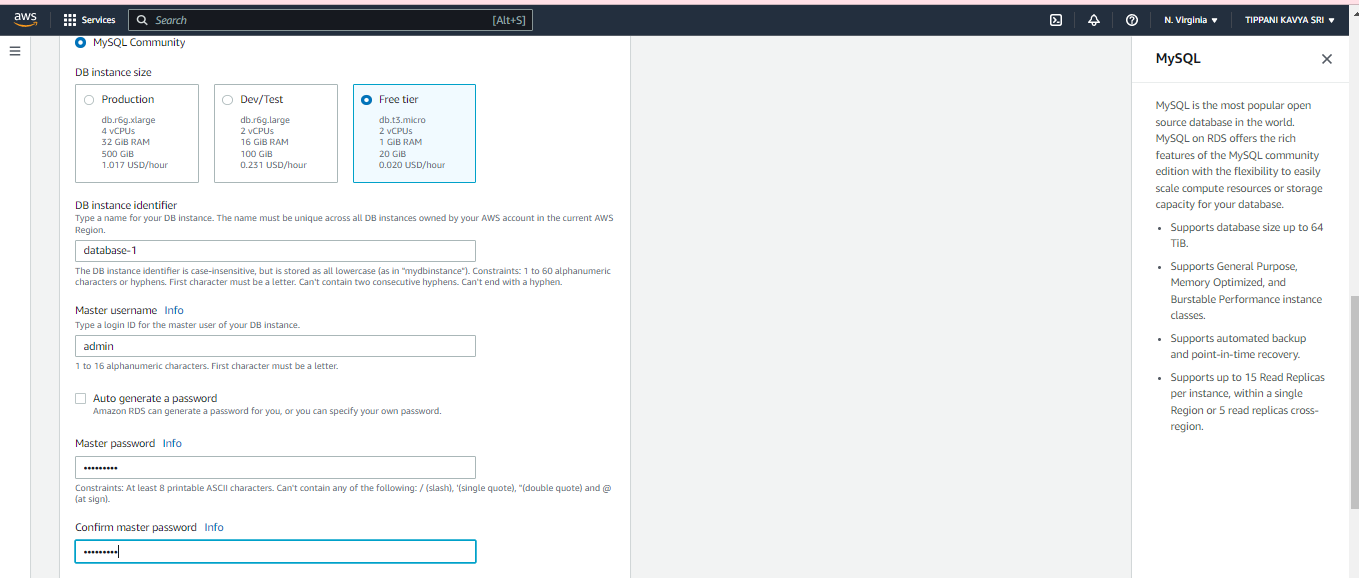 aws
Services
Search
[Alt+S]
N. Virginia
TIPPANI KAVYA SRI
MySQL Community
DB instance size
Production
db.r6g.xlarge
4 vCPUs
32 GiB RAM
500 GiB
1.017 USD/hour
Dev/Test
db.r6g.large
2 vCPUs
16 GiB RAM
100 GiB
0.231 USD/hour
Free tier
db.t3.micro
2 vCPUs
1 GiB RAM
20 GiB
0.020 USD/hour
DB instance identifier
Type a name for your DB instance. The name must be unique across all DB instances owned by your AWS account in the current AWS
Region.
database-1
The DB instance identifier is case-insensitive, but is stored as all lowercase (as in "mydbinstance"). Constraints: 1 to 60 alphanumeric
characters or hyphens. First character must be a letter. Can't contain two consecutive hyphens. Can't end with a hyphen.
Master username Info
Type a login ID for the master user of your DB instance.
admin
1 to 16 alphanumeric characters. First character must be a letter.
Auto generate a password
Amazon RDS can generate a password for you, or you can specify your own password.
Master password Info
•••••••••
Constraints: At least 8 printable ASCII characters. Can't contain any of the following: / (slash), '(single quote), "(double quote) and @
(at sign).
Confirm master password Info
•••••••••
MySQL
MySQL is the most popular open
source database in the world.
MySQL on RDS offers the rich
features of the MySQL community
edition with the flexibility to easily
scale compute resources or storage
capacity for your database.
• Supports database size up to 64
TiB.
• Supports General Purpose,
Memory Optimized, and
Burstable Performance instance
classes.
• Supports automated backup
and point-in-time recovery.
• Supports up to 15 Read Replicas
per instance, within a single
Region or 5 read replicas cross-
region.